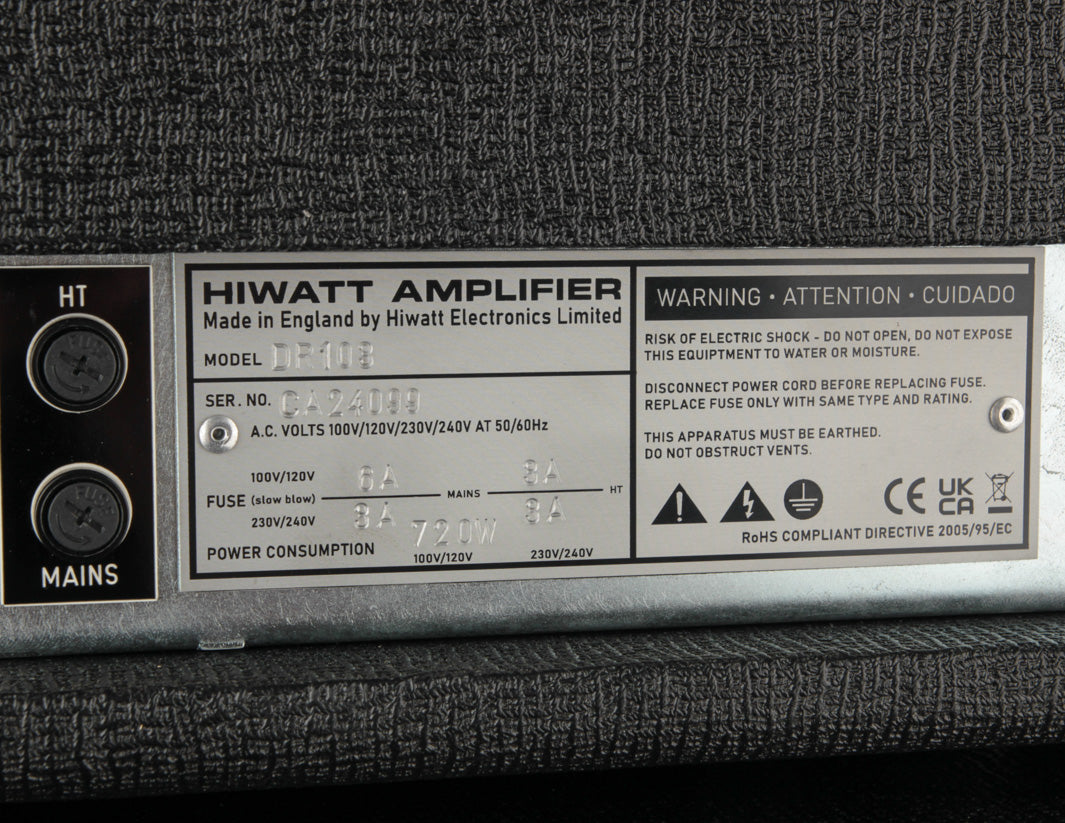 HT
MAINS
HIWATT AMPLIFIER
Made in England by Hiwatt Electronics Limited
MODEL DR103
SER. NO. CA24099
A.C. VOLTS 100V/120V/230V/240V AT 50/60Hz
100V/120V 6A
FUSE (slow blow) MAINS HT
230V/240V
720W
POWER CONSUMPTION 100V/120V 230V/240V
WARNING · ATTENTION · CUIDADO
RISK OF ELECTRIC SHOCK - DO NOT OPEN, DO NOT EXPOSE
THIS EQUIPTMENT TO WATER OR MOISTURE.
DISCONNECT POWER CORD BEFORE REPLACING FUSE.
REPLACE FUSE ONLY WITH SAME TYPE AND RATING.
THIS APPARATUS MUST BE EARTHED.
DO NOT OBSTRUCT VENTS.
CE UK
CA
RoHS COMPLIANT DIRECTIVE 2005/95/EC